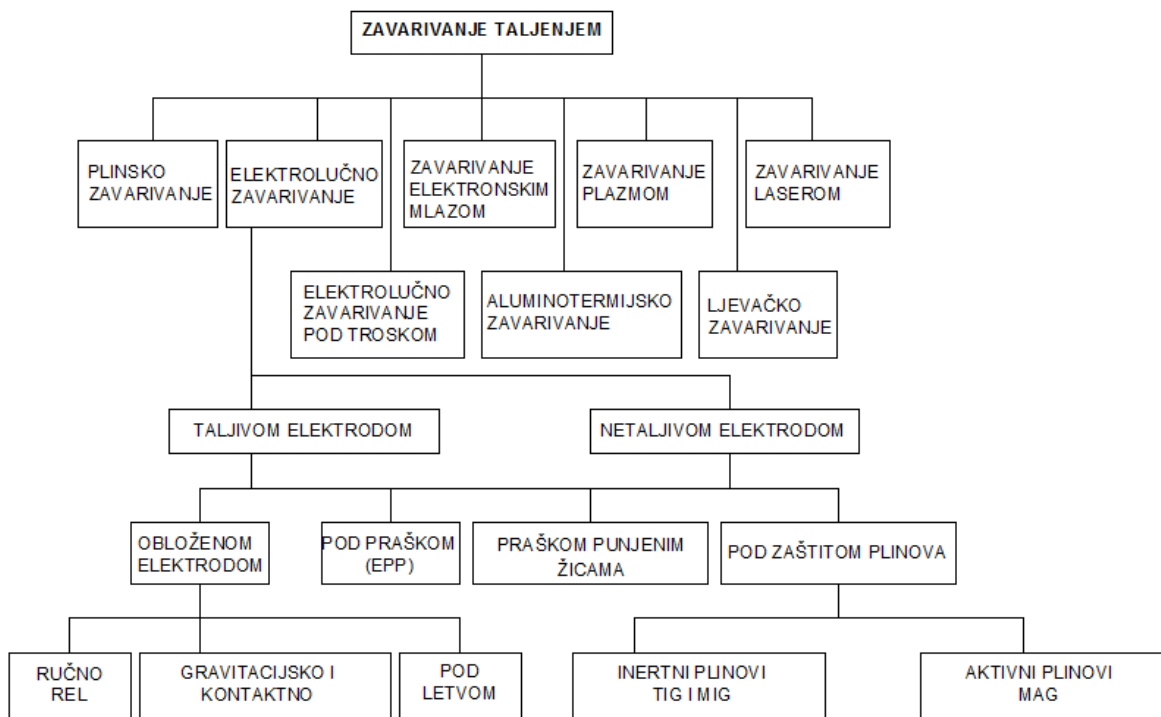 ZAVARIVANJE TALJENJEM
PLINSKO
ZAVARIVANJE
ELEKTROLUČNO
ZAVARIVANJE
ZAVARIVANJE
ELEKTRONSKIM
MLAZOM
ZAVARIVANJE
PLAZMOM
ZAVARIVANJE
LASEROM
ELEKTROLUČNO
ZAVARIVANJE
POD TROSKOM
ALUMINOTERMIJSKO
ZAVARIVANJE
LJEVAČKO
ZAVARIVANJE
TALJIVOM ELEKTRODOM
NETALJIVOM ELEKTRODOM
OBLOŽENOM
ELEKTRODOM
POD PRAŠKOM
(EPP)
PRAŠKOM PUNJENIM
ŽICAMA
POD ZAŠTITOM PLINOVA
RUČNO
REL
GRAVITACIJSKO I
KONTAKTNO
POD
LETVOM
INERTNI PLINOVI
TIG I MIG
AKTIVNI PLINOVI
MAG